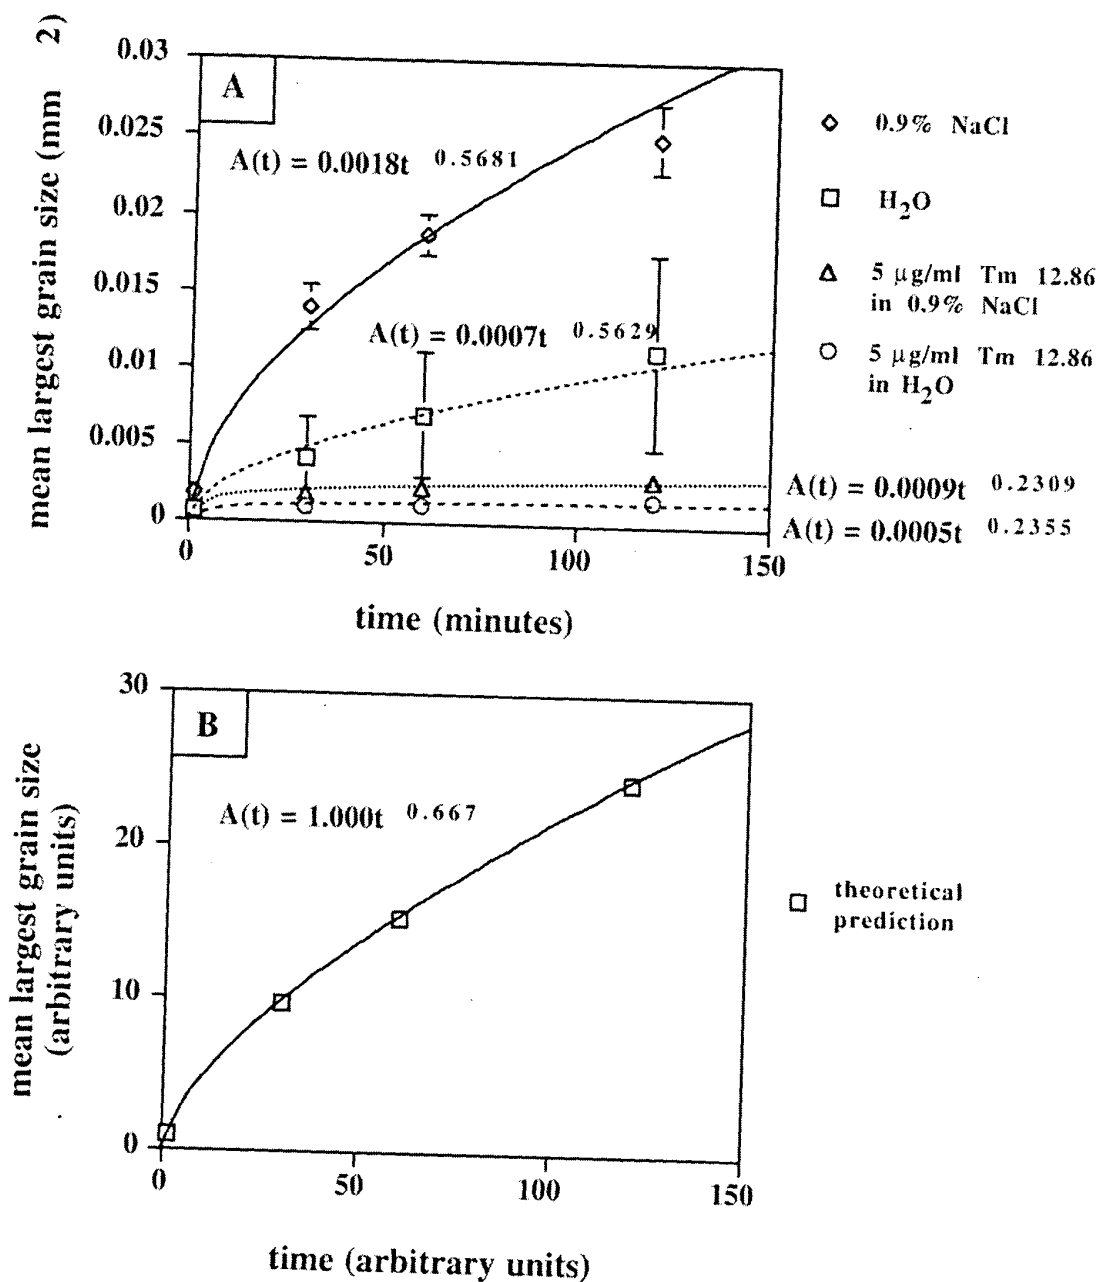 mean largest grain size (mm 2)
0.03
0.025
0.02
0.015
0.01
0.005
0
A
A(t) = 0.0018t 0.5681
A(t) = 0.0007t 0.5629
A(t) = 0.0009t 0.2309
A(t) = 0.0005t 0.2355
0 50 100 150
time (minutes)
0.9% NaCl
H2O
5 µg/ml Tm 12.86
in 0.9% NaCl
5 µg/ml Tm 12.86
in H2O
mean largest grain size
(arbitrary units)
30
20
10
0
B
A(t) = 1.000t 0.667
0 50 100 150
time (arbitrary units)
theoretical
prediction